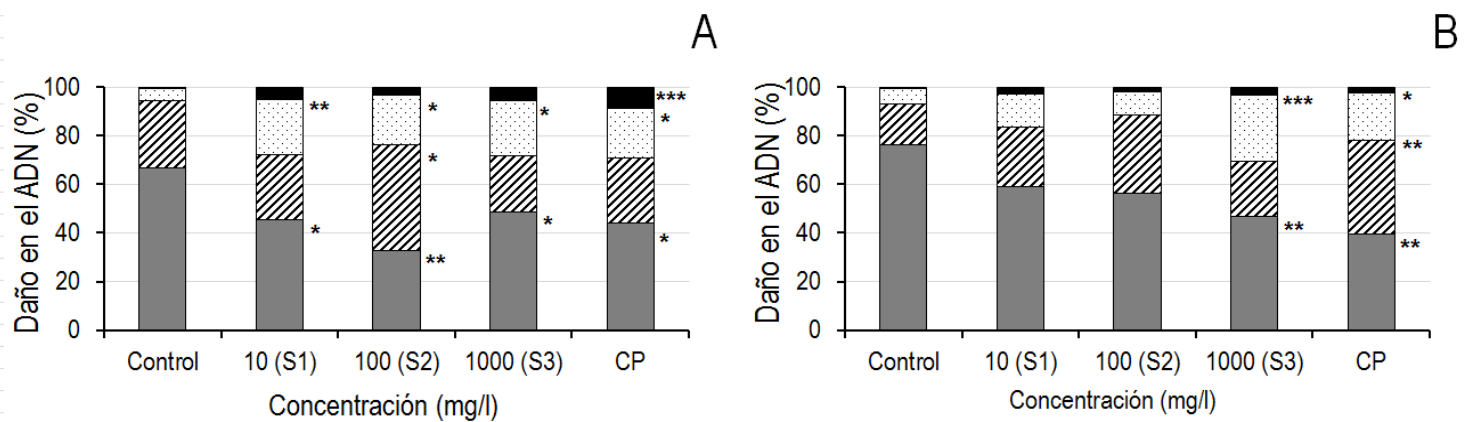 A
Daño en el ADN (%)
100
80
60
40
20
0
**
*
*
*
**
*
*
***
*
*
Control
10 (S1)
100 (S2)
1000 (S3)
CP
Concentración (mg/l)
B
Daño en el ADN (%)
100
80
60
40
20
0
***
**
*
**
**
Control
10 (S1)
100 (S2)
1000 (S3)
CP
Concentración (mg/l)